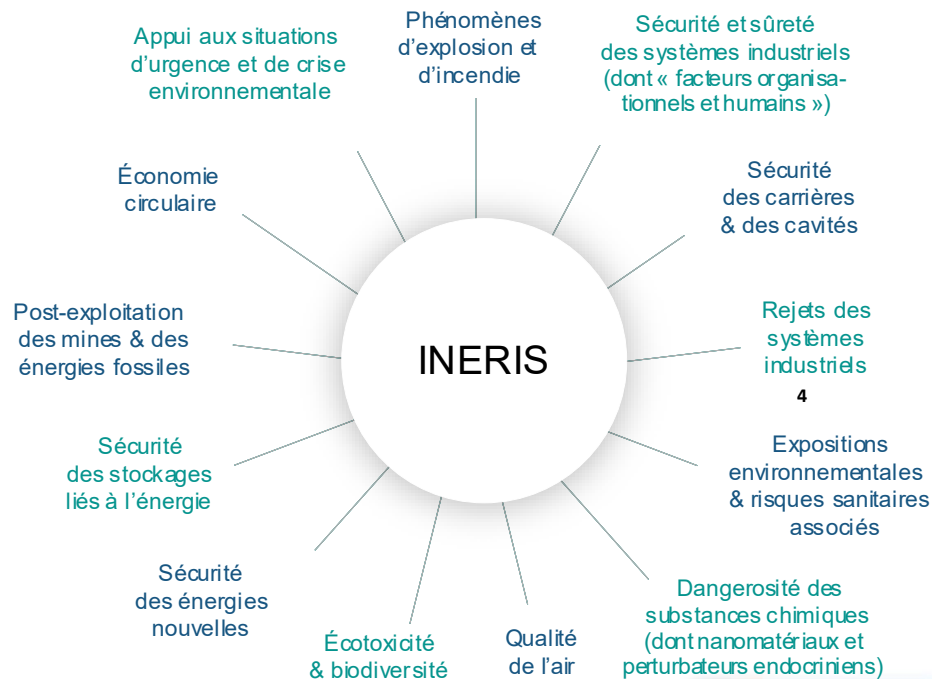 Phénomènes
d'explosion et
d'incendie
Sécurité et sûreté
des systèmes industriels
(dont « facteurs organisa-
tionnels et humains »)
Sécurité
des carrières
& des cavités
Rejets des
systèmes
industriels
4
Expositions
environnementales
& risques sanitaires
associés
Dangerosité des
substances chimiques
(dont nanomatériaux et
perturbateurs endocriniens)
Qualité
de l'air
Écotoxicité
& biodiversité
Sécurité
des énergies
nouvelles
Sécurité
des stockages
liés à l'énergie
Post-exploitation
des mines & des
énergies fossiles
Économie
circulaire
Appui aux situations
d'urgence et de crise
environnementale
INERIS